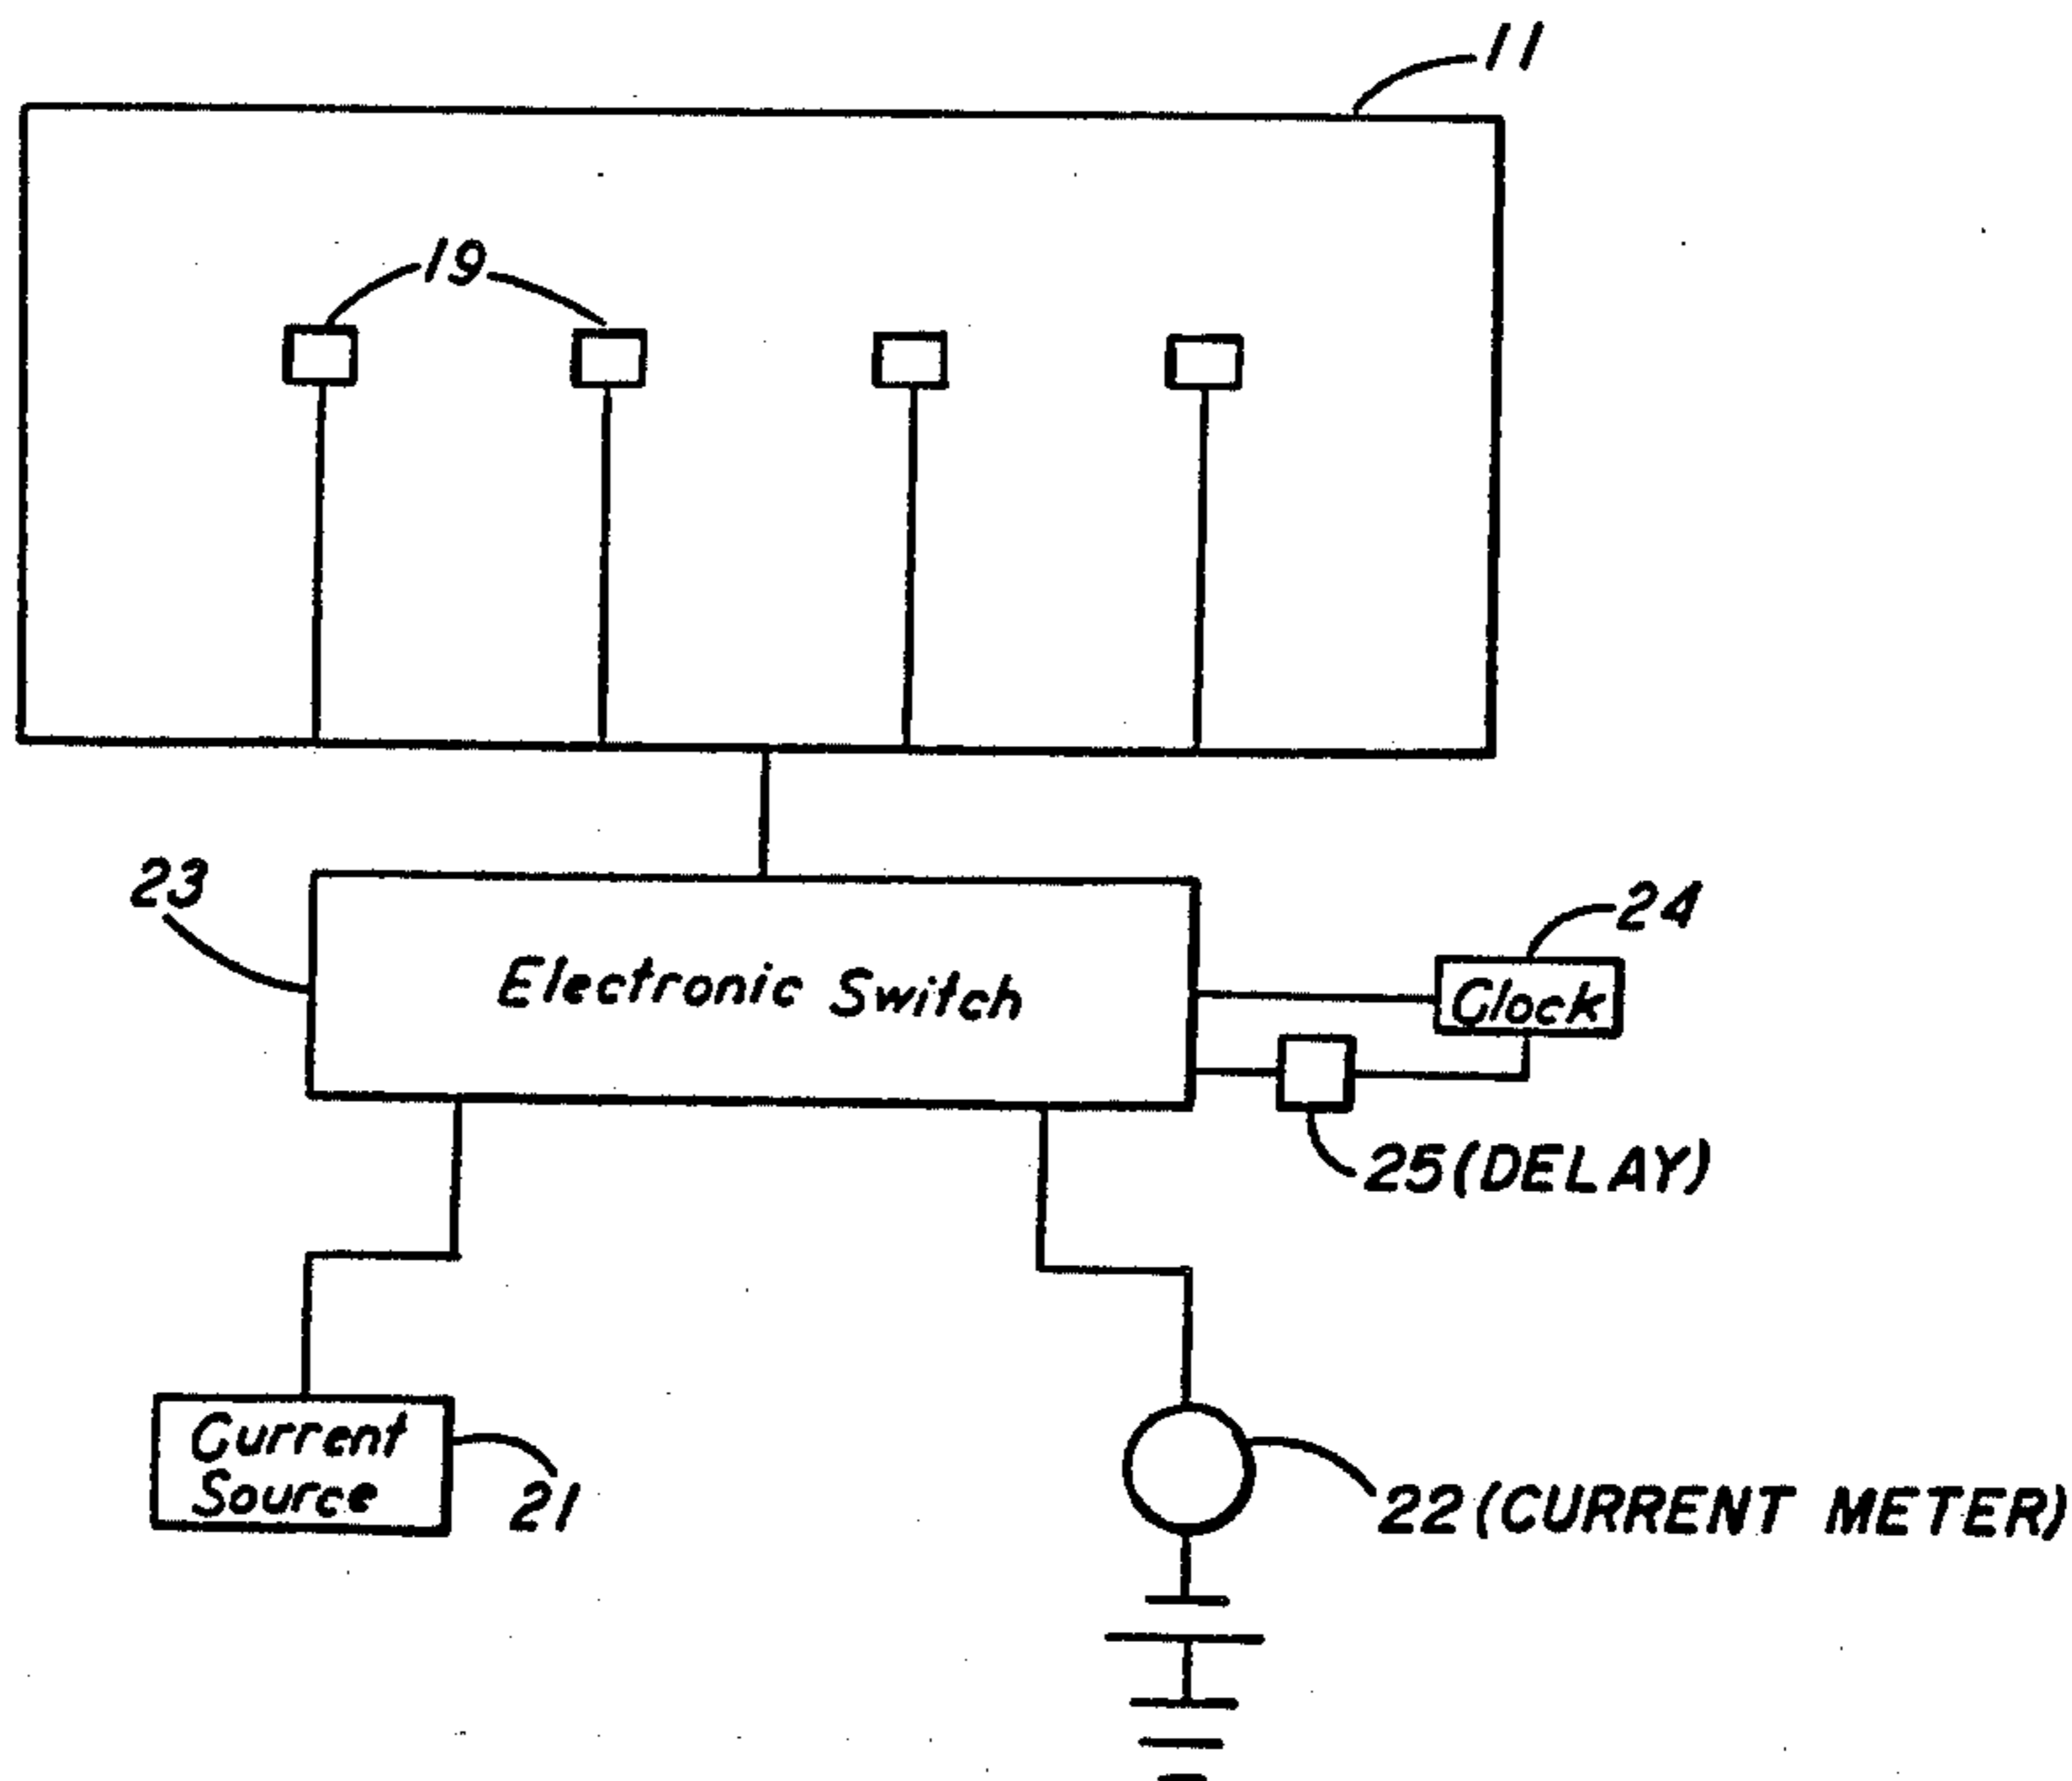 11
19
23
Electronic Switch
24
Clock
25(DELAY)
Current
Source
21
22(CURRENT METER)